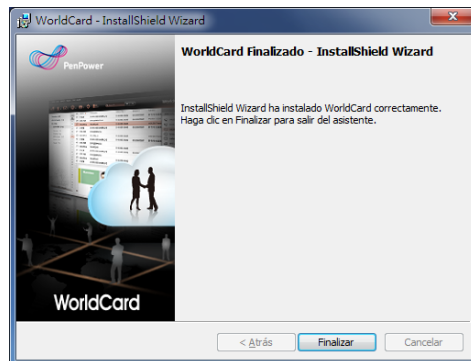 WorldCard - InstallShield Wizard
PenPower
WorldCard Finalizado - InstallShield Wizard
InstallShield Wizard ha instalado WorldCard correctamente.
Haga clic en Finalizar para salir del asistente.
WorldCard
< Atrás
Finalizar
Cancelar